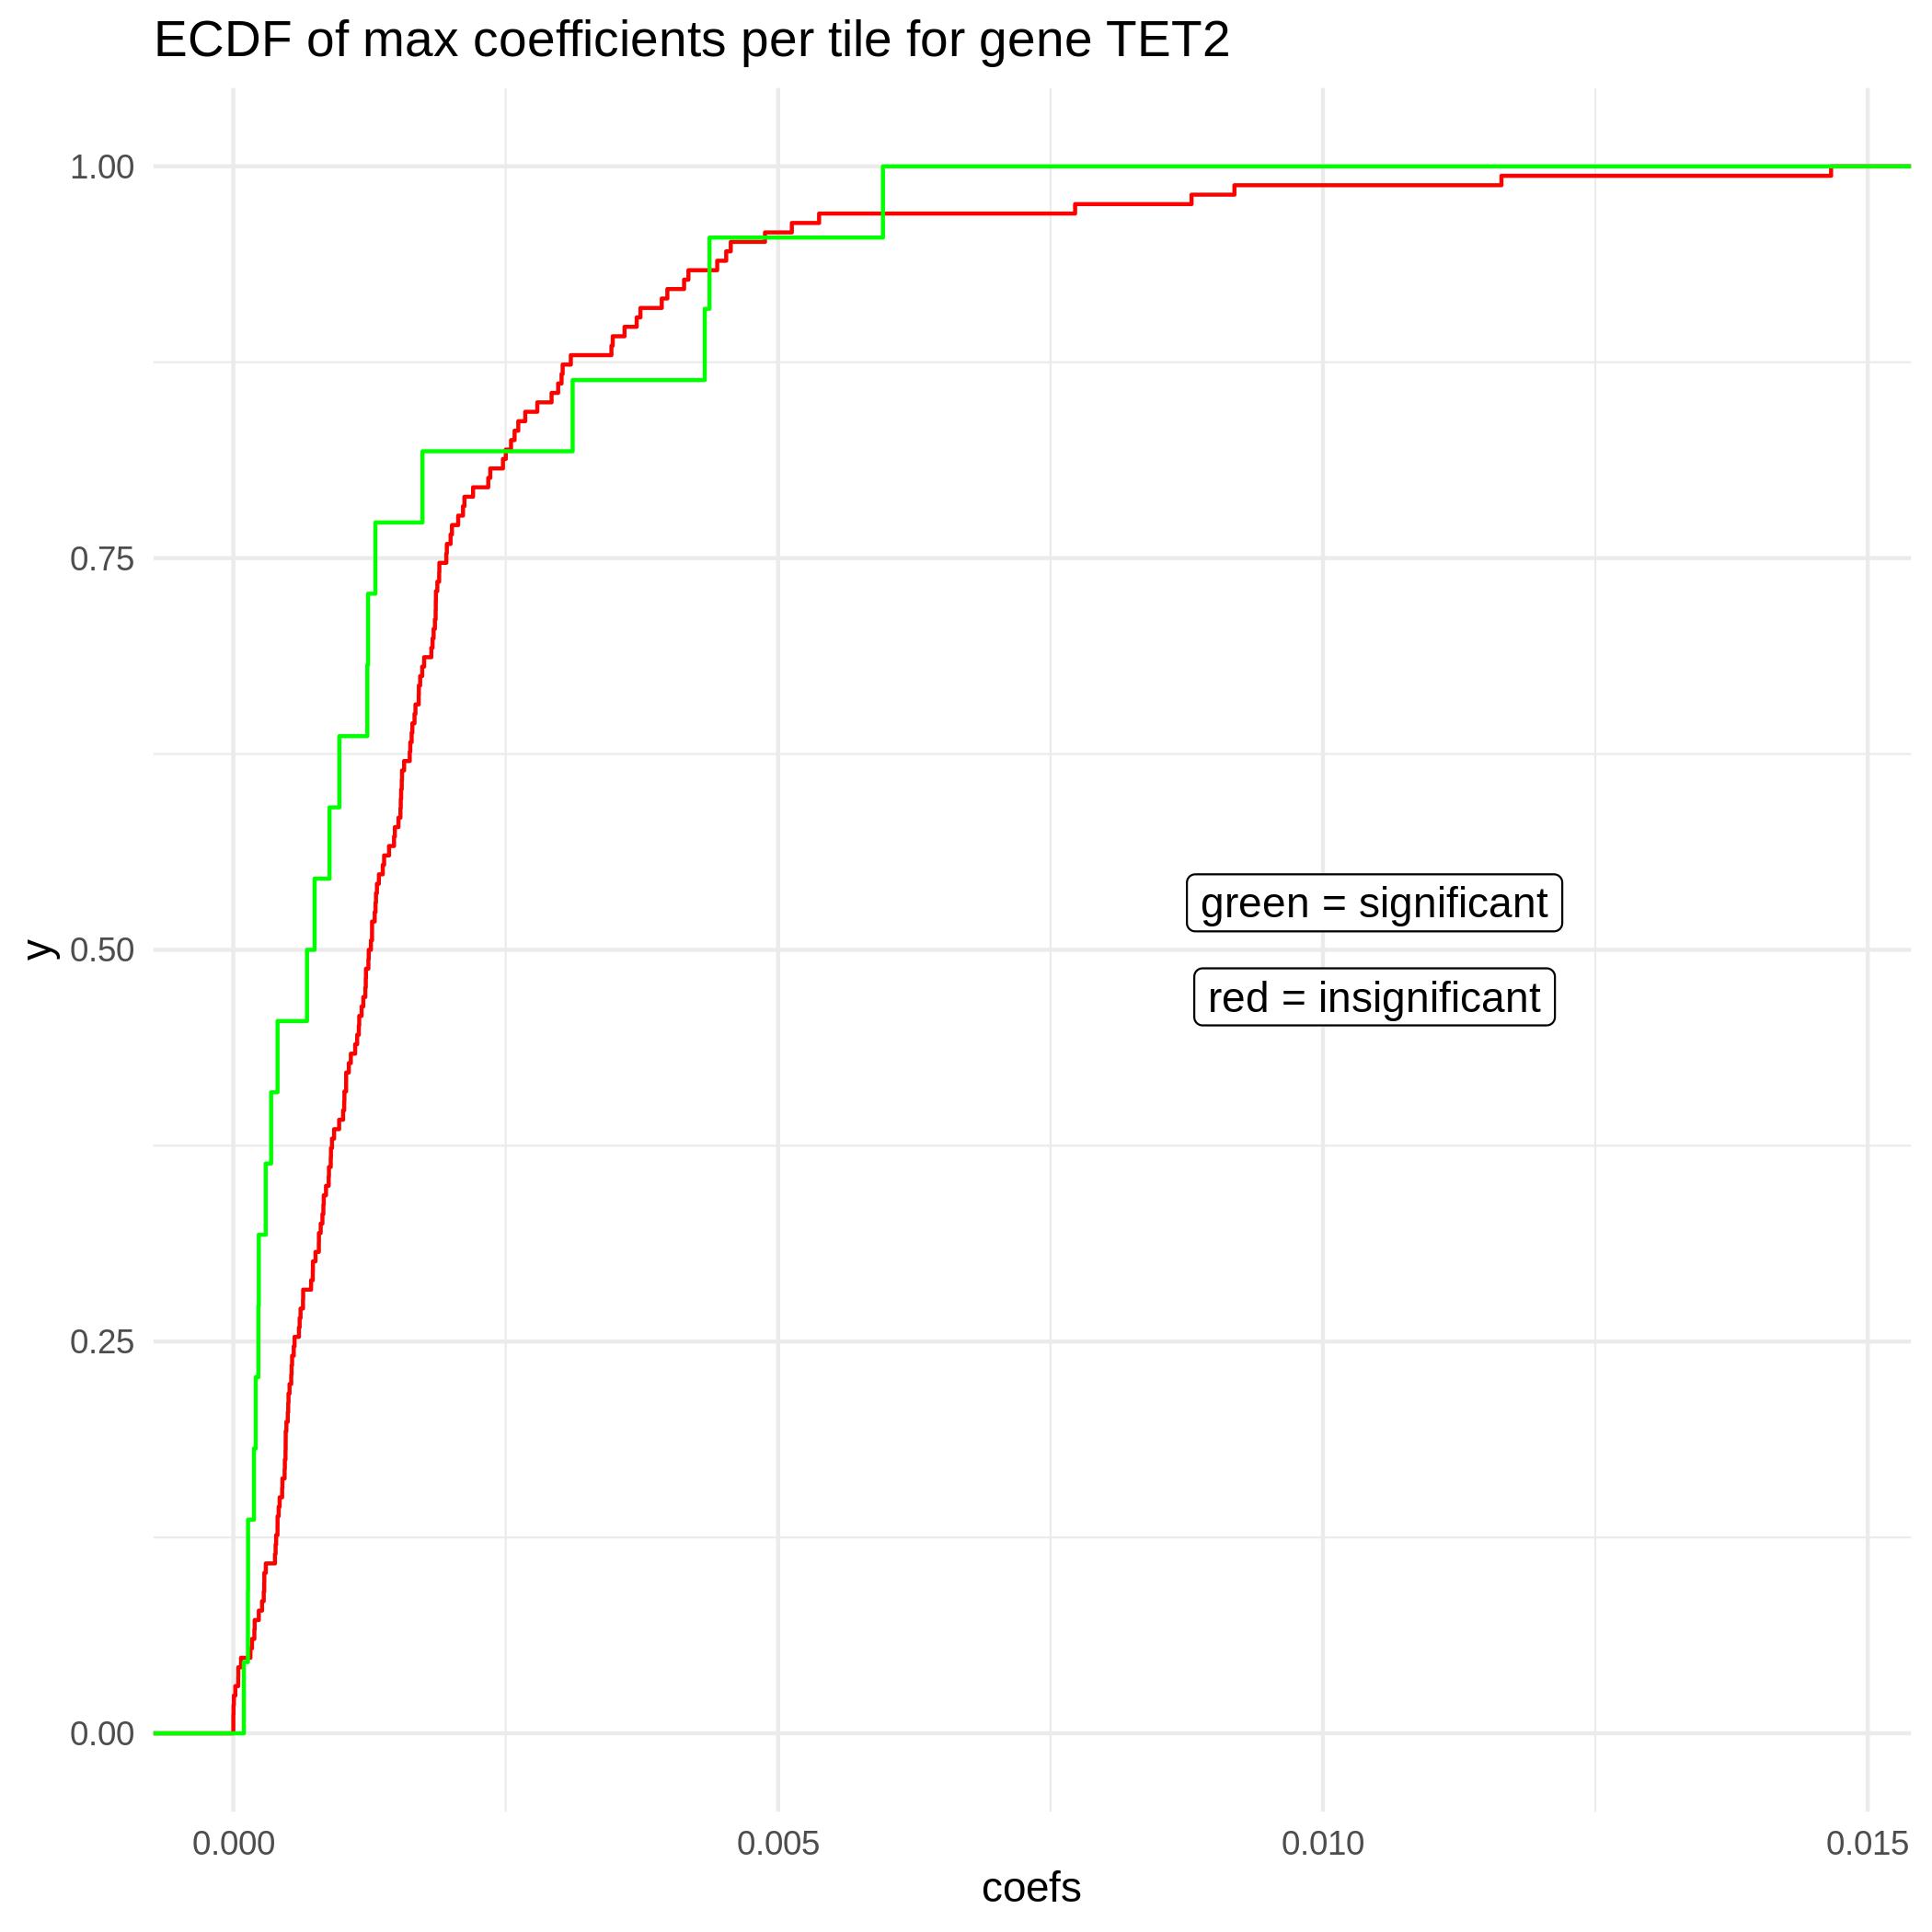 ECDF of max coefficients per tile for gene TET2
1.00
0.75
0.50
0.25
0.00
y
green = significant
red = insignificant
0.000 0.005 0.010 0.015
coefs